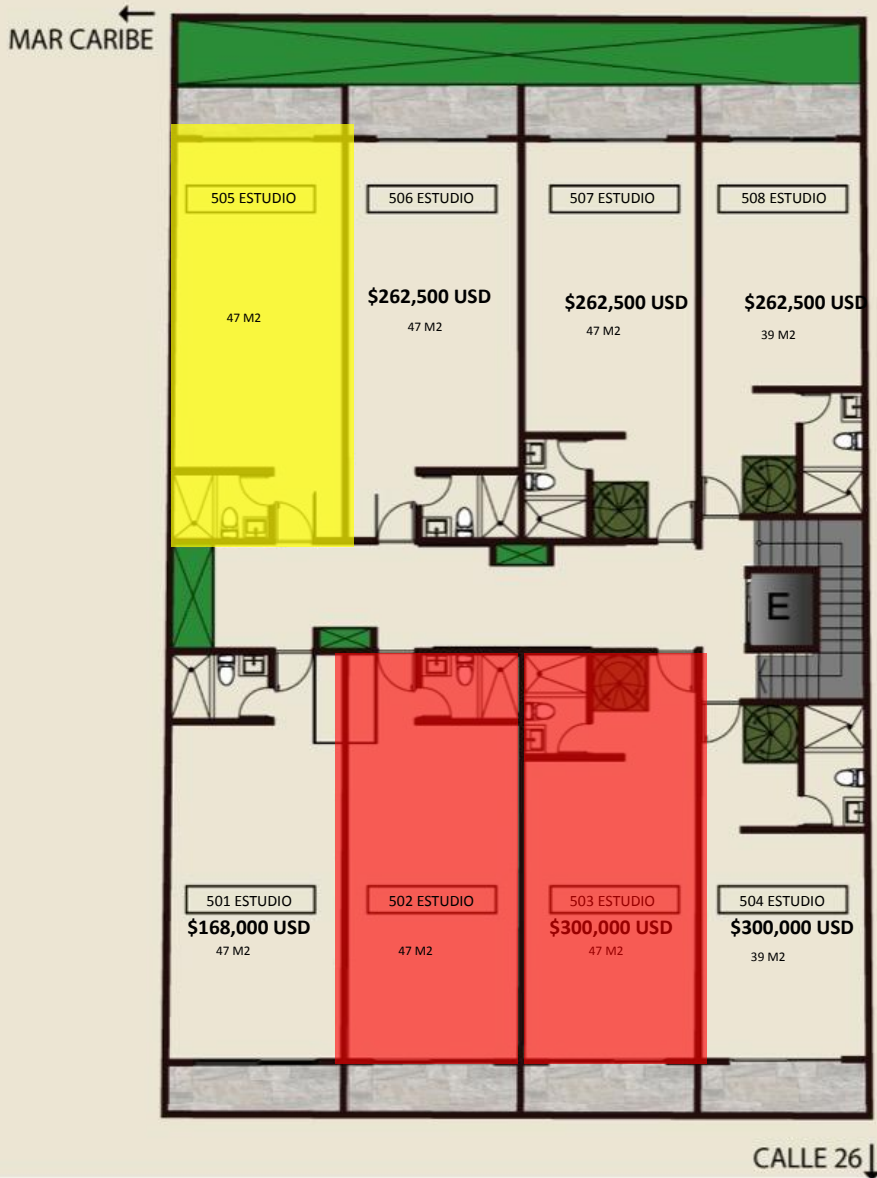 MAR CARIBE
505 ESTUDIO
506 ESTUDIO
507 ESTUDIO
508 ESTUDIO
47 M2
$262,500 USD
47 M2
$262,500 USD
47 M2
$262,500 USD
39 M2
E
501 ESTUDIO
$168,000 USD
47 M2
502 ESTUDIO
47 M2
503 ESTUDIO
$300,000 USD
47 M2
504 ESTUDIO
$300,000 USD
39 M2
CALLE 26